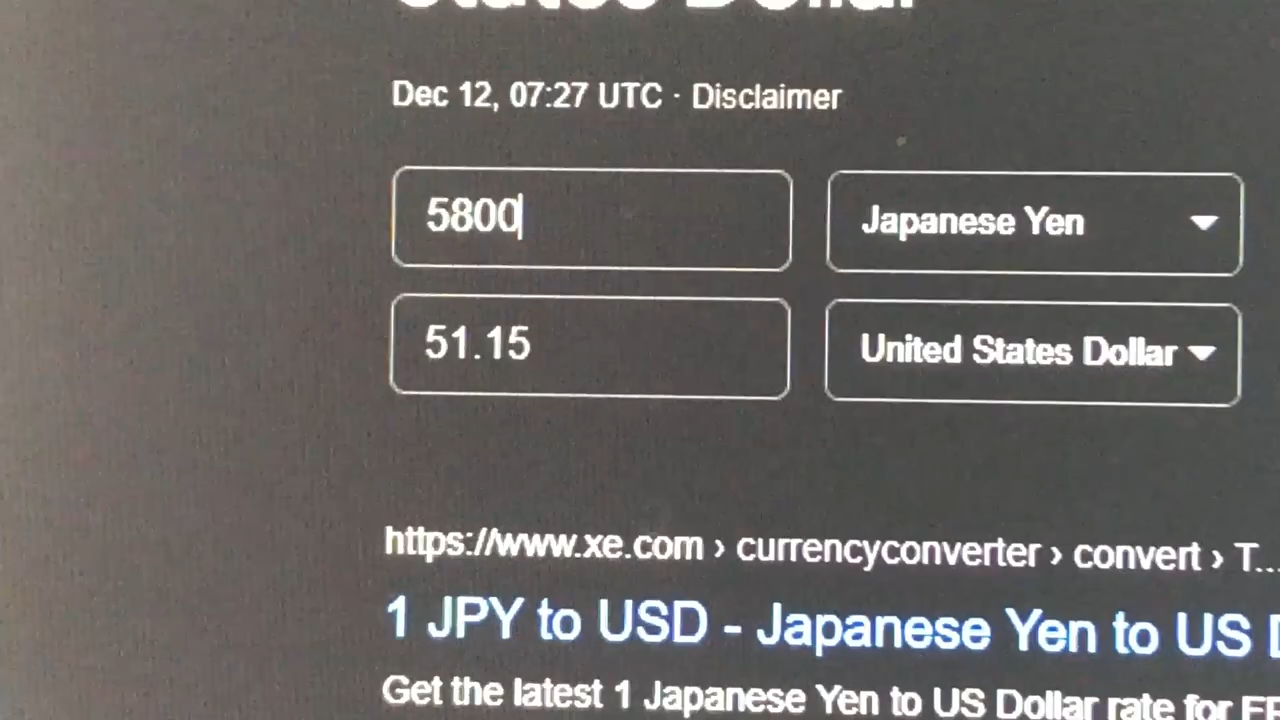 States Dollar
Dec 12, 07:27 UTC · Disclaimer
5800
Japanese Yen
51.15
United States Dollar
https://www.xe.com › currencyconverter › convert › T...
1 JPY to USD - Japanese Yen to US
Get the latest 1 Japanese Yen to US Dollar rate for